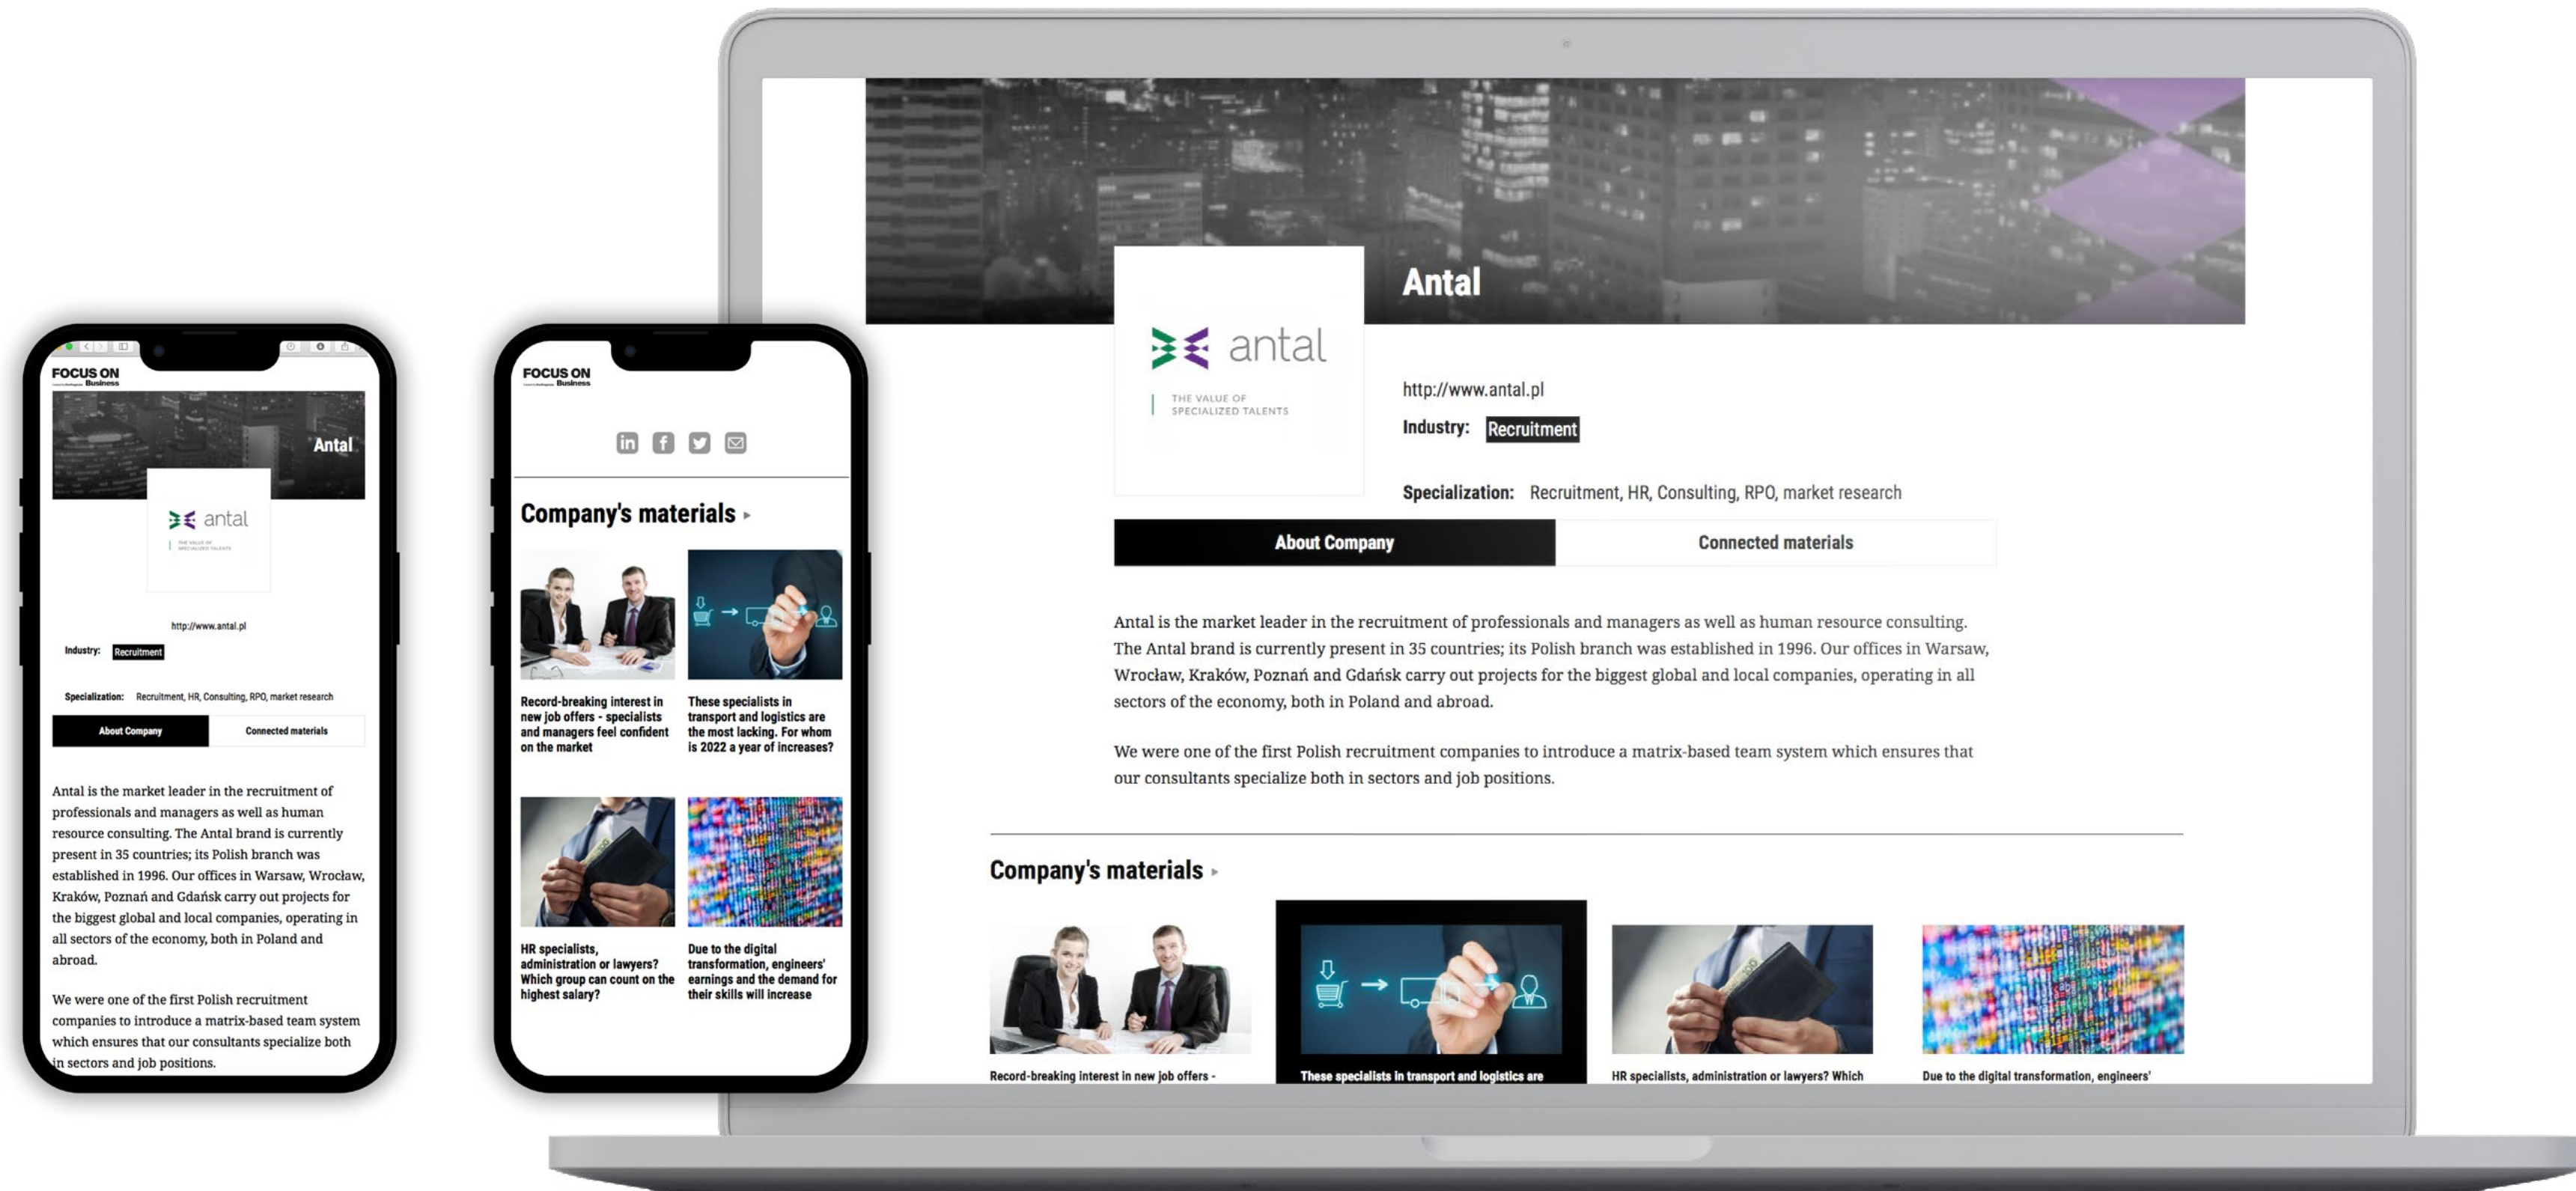 FOCUS ON
Business
Antal
antal
THE VALUE OF
SPECIALIZED TALENTS
http://www.antal.pl
Industry: Recruitment
Specialization: Recruitment, HR, Consulting, RPO, market research
About Company Connected materials
Antal is the market leader in the recruitment of
professionals and managers as well as human
resource consulting. The Antal brand is currently
present in 35 countries; its Polish branch was
established in 1996. Our offices in Warsaw, Wrocław,
Kraków, Poznań and Gdańsk carry out projects for
the biggest global and local companies, operating in
all sectors of the economy, both in Poland and
abroad.
We were one of the first Polish recruitment
companies to introduce a matrix-based team system
which ensures that our consultants specialize both
in sectors and job positions.
FOCUS ON
Business
Company's materials
Record-breaking interest in
new job offers - specialists
and managers feel confident
on the market
These specialists in
transport and logistics are
the most lacking. For whom
is 2022 a year of increases?
HR specialists,
administration or lawyers?
Which group can count on the
highest salary?
Due to the digital
transformation, engineers'
earnings and the demand for
their skills will increase
Antal
antal
THE VALUE OF
SPECIALIZED TALENTS
http://www.antal.pl
Industry: Recruitment
Specialization: Recruitment, HR, Consulting, RPO, market research
About Company Connected materials
Antal is the market leader in the recruitment of professionals and managers as well as human resource consulting.
The Antal brand is currently present in 35 countries; its Polish branch was established in 1996. Our offices in Warsaw,
Wrocław, Kraków, Poznań and Gdańsk carry out projects for the biggest global and local companies, operating in all
sectors of the economy, both in Poland and abroad.
We were one of the first Polish recruitment companies to introduce a matrix-based team system which ensures that
our consultants specialize both in sectors and job positions.
Company's materials
Record-breaking interest in new job offers -
These specialists in transport and logistics are
HR specialists, administration or lawyers? Which
Due to the digital transformation, engineers'